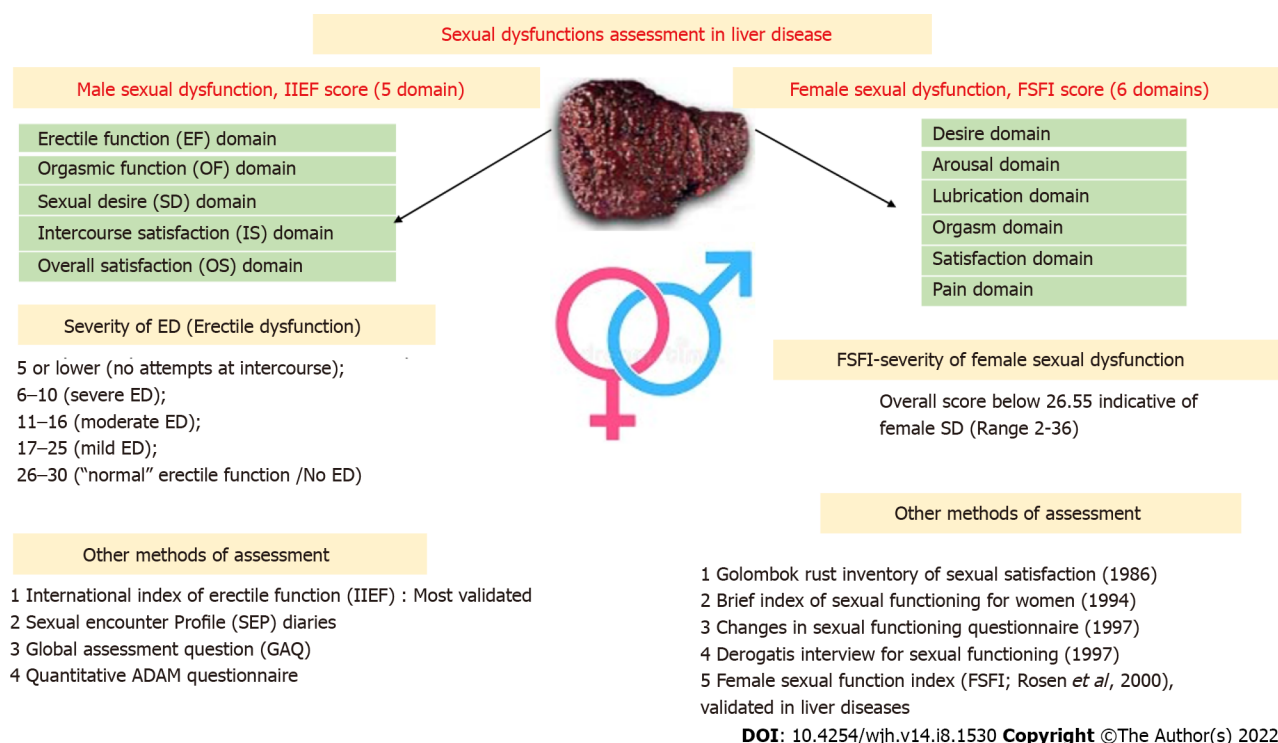 Sexual dysfunctions assessment in liver disease
Male sexual dysfunction, IIEF score (5 domain)
Erectile function (EF) domain
Orgasmic function (OF) domain
Sexual desire (SD) domain
Intercourse satisfaction (IS) domain
Overall satisfaction (OS) domain
Severity of ED (Erectile dysfunction)
5 or lower (no attempts at intercourse);
6–10 (severe ED);
11–16 (moderate ED);
17–25 (mild ED);
26–30 (“normal” erectile function /No ED)
Other methods of assessment
1 International index of erectile function (IIEF) : Most validated
2 Sexual encounter Profile (SEP) diaries
3 Global assessment question (GAQ)
4 Quantitative ADAM questionnaire
Female sexual dysfunction, FSFI score (6 domains)
Desire domain
Arousal domain
Lubrication domain
Orgasm domain
Satisfaction domain
Pain domain
FSFI-severity of female sexual dysfunction
Overall score below 26.55 indicative of
female SD (Range 2-36)
Other methods of assessment
1 Golombok rust inventory of sexual satisfaction (1986)
2 Brief index of sexual functioning for women (1994)
3 Changes in sexual functioning questionnaire (1997)
4 Derogatis interview for sexual functioning (1997)
5 Female sexual function index (FSFI; Rosen et al, 2000),
validated in liver diseases
DOI: 10.4254/wjh.v14.i8.1530 Copyright ©The Author(s) 2022